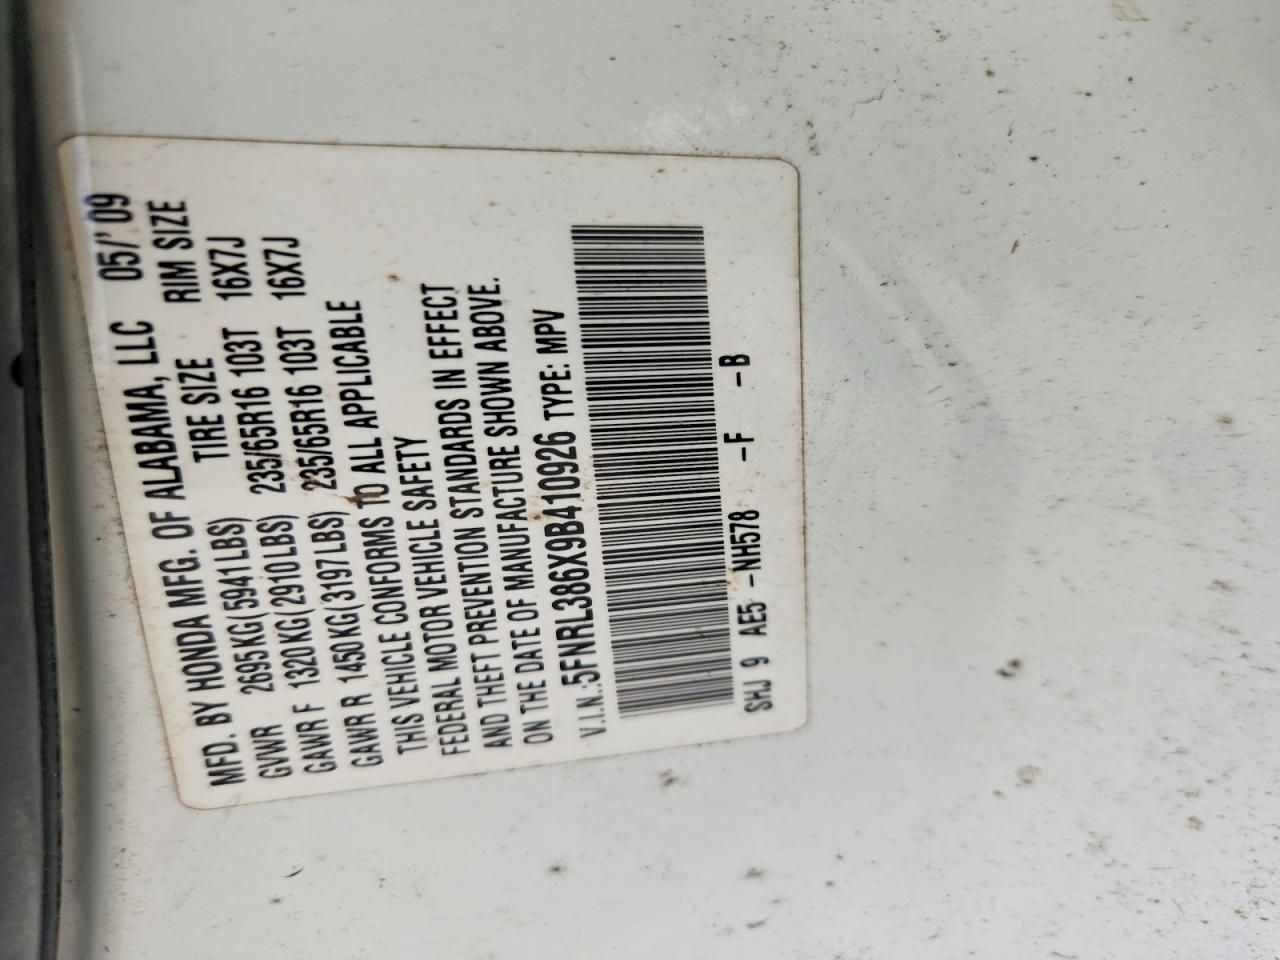 MFD. BY HONDA MFG. OF ALABAMA, LLC 05/' 09
GVWR 2695KG(5941LBS) TIRE SIZE RIM SIZE
GAWR F 1320KG(2910LBS) 235/65R16 103T 16X7J
GAWR R 1450KG(3197LBS) 235/65R16 103T 16X7J
THIS VEHICLE CONFORMS TO ALL APPLICABLE
FEDERAL MOTOR VEHICLE SAFETY
AND THEFT PREVENTION STANDARDS IN EFFECT
ON THE DATE OF MANUFACTURE SHOWN ABOVE.
V.I.N.:5FNRL386X9B410926 TYPE: MPV
SHJ 9 AE5 -NH578 -F -B